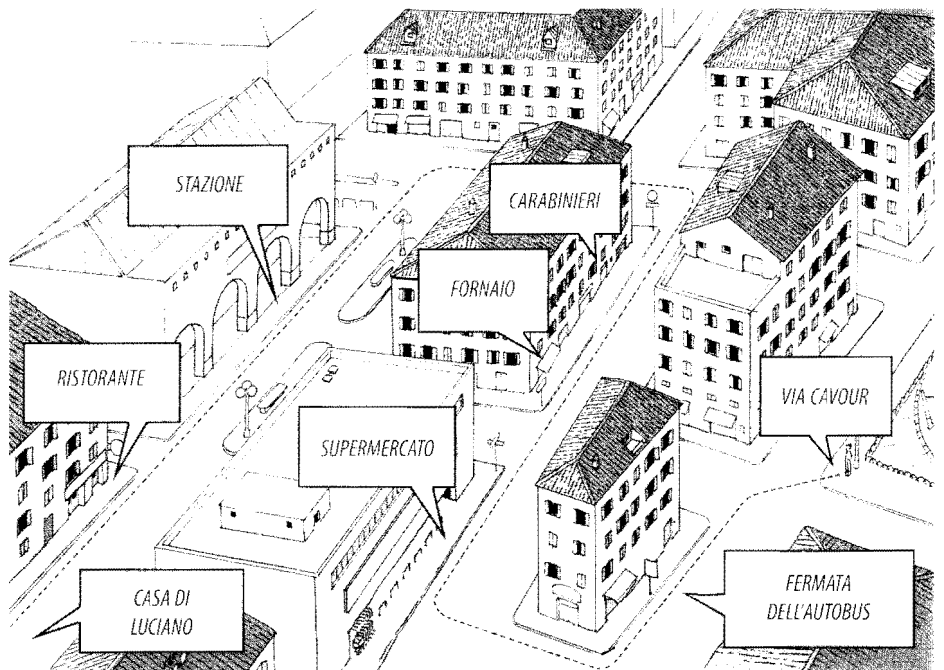 STAZIONE
CARABINIERI
FORNAIO
RISTORANTE
SUPERMERCATO
VIA CAVOUR
CASA DI
LUCIANO
FERMATA
DELL'AUTOBUS